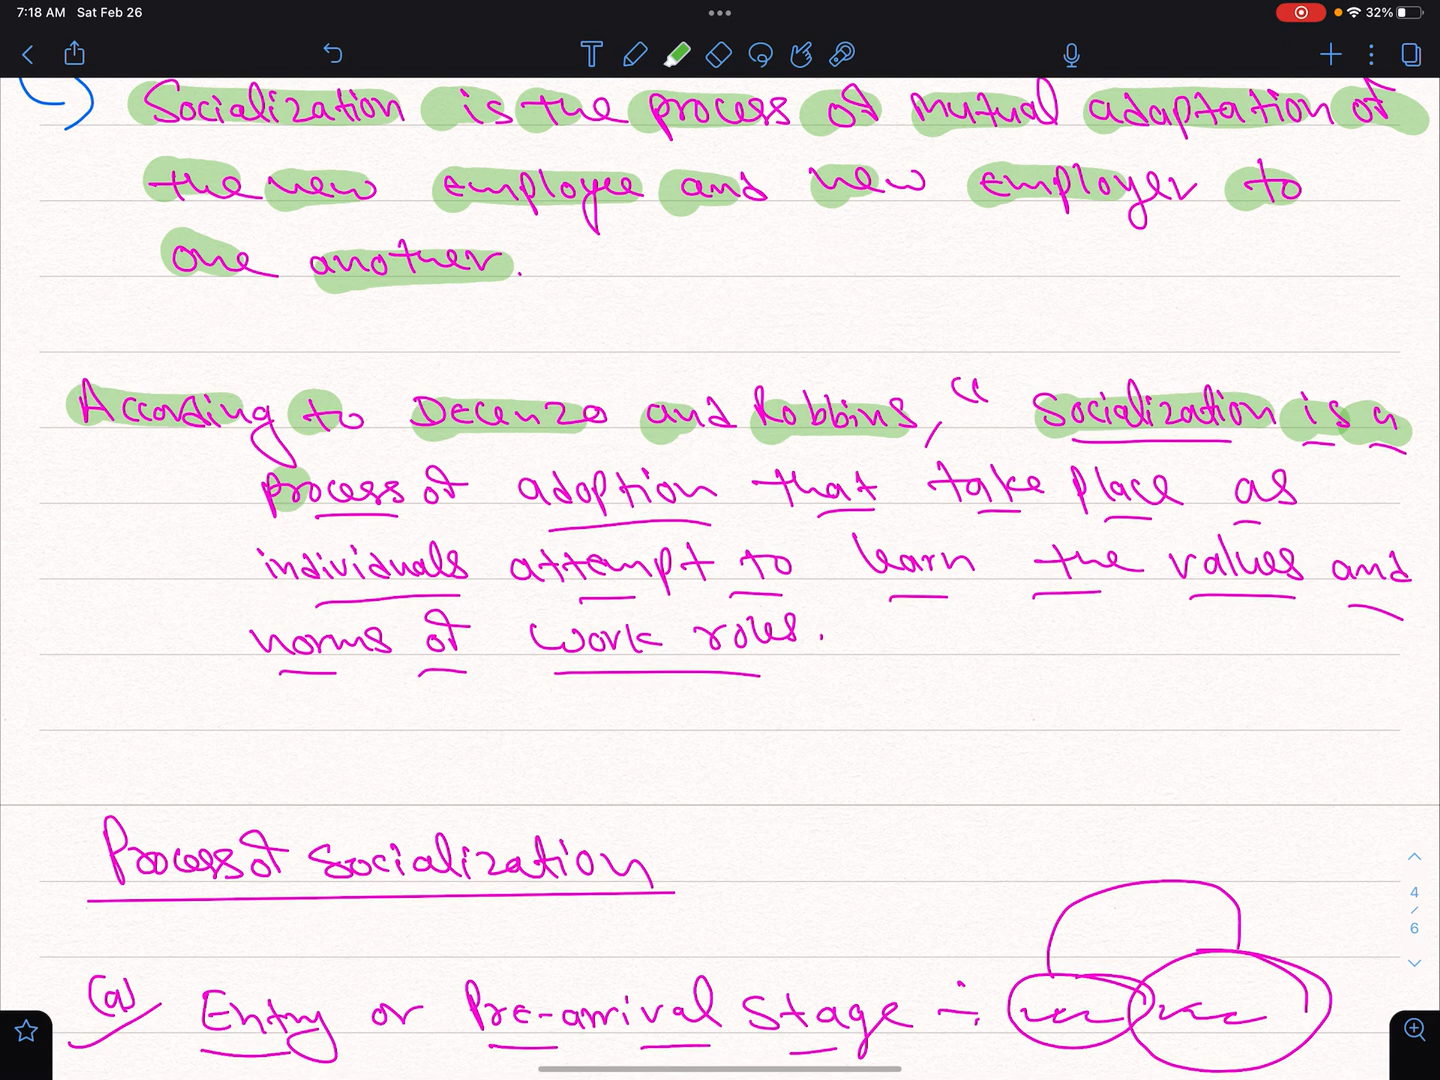 7:18 AM Sat Feb 26
32%
Socialization is the process of mutual adaptation of
the new employee and new employer to
one another.
According to Decenzo and Robbins, “ Socialization is a
process of adoption that take place as
individuals attempt to learn the values and
norms of work roles.
Process of Socialization
(a) Entry or Pre-arrival Stage :-
4
/
6